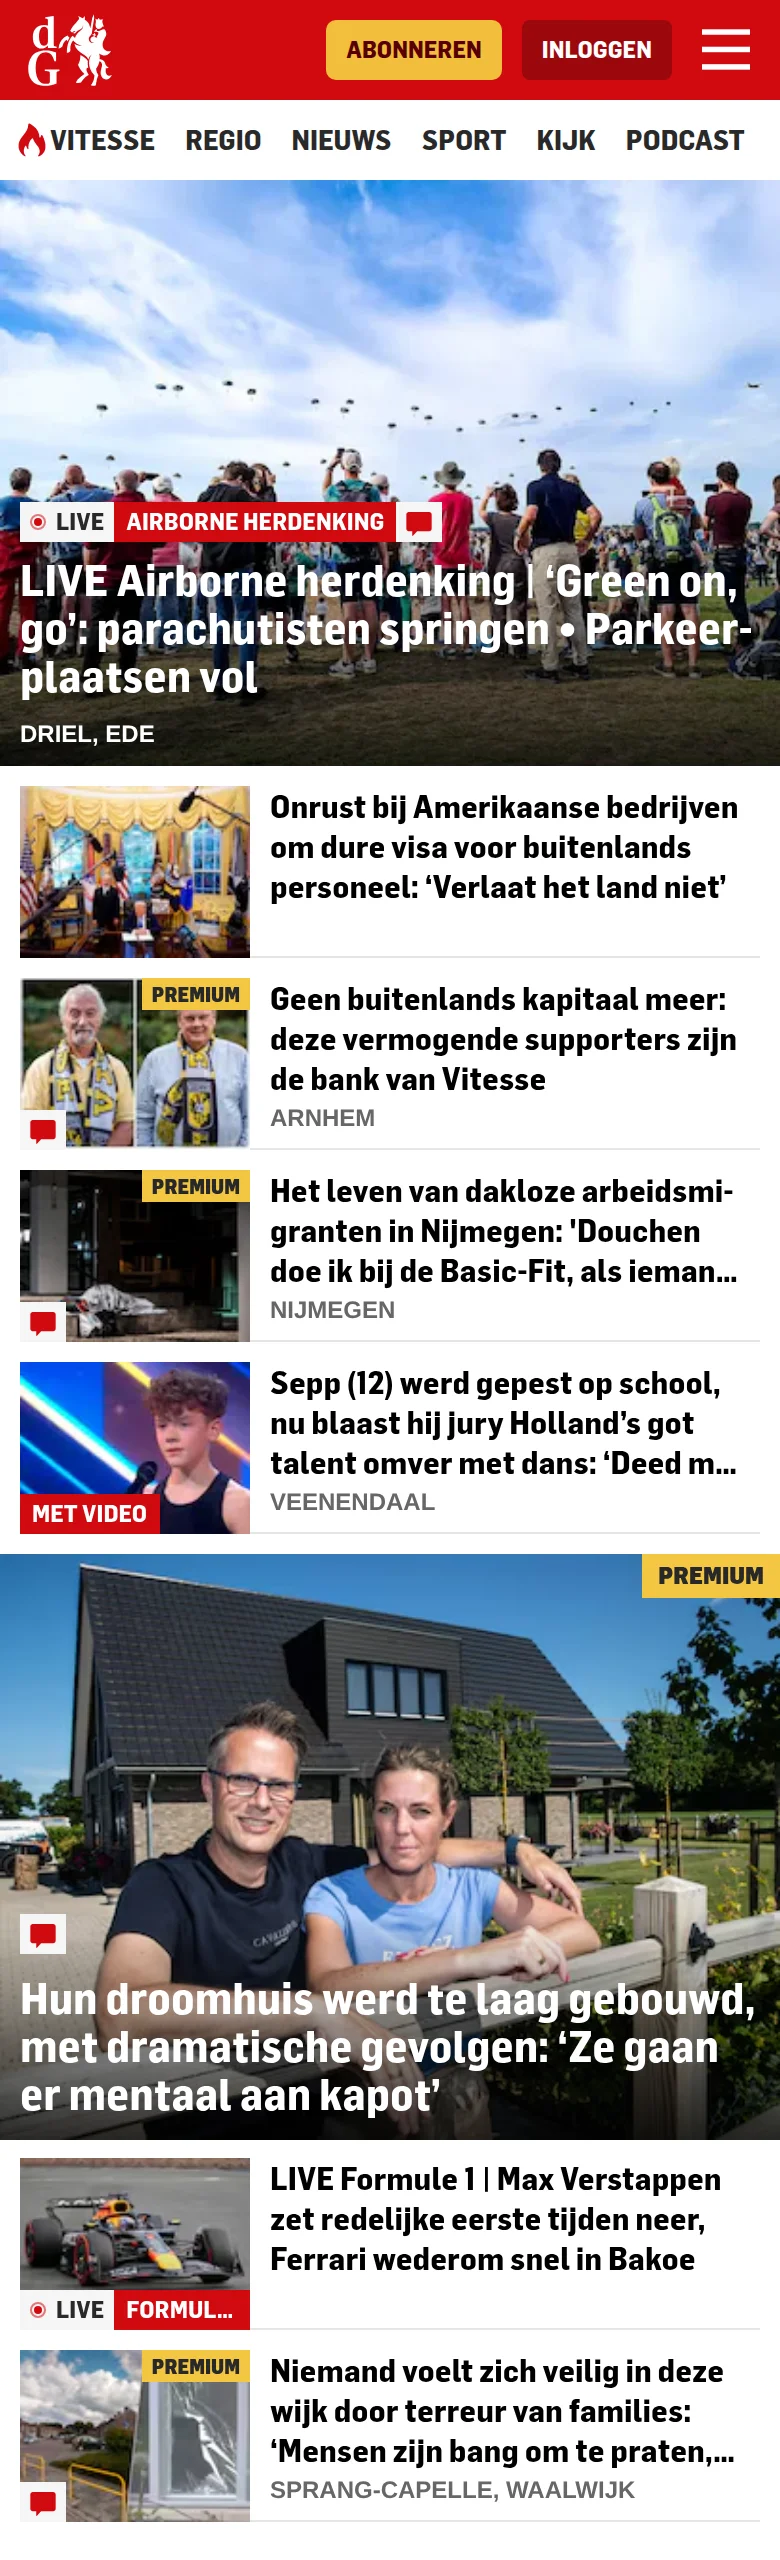 dG
ABONNEREN
INLOGGEN
VITESSE REGIO NIEUWS SPORT KIJK PODCAST
LIVE AIRBORNE HERDENKING
LIVE Airborne herdenking | ‘Green on,
go’: parachutisten springen • Parkeer-
plaatsen vol
DRIEL, EDE
Onrust bij Amerikaanse bedrijven
om dure visa voor buitenlands
personeel: ‘Verlaat het land niet’
PREMIUM
Geen buitenlands kapitaal meer:
deze vermogende supporters zijn
de bank van Vitesse
ARNHEM
PREMIUM
Het leven van dakloze arbeidsmi-
granten in Nijmegen: 'Douchen
doe ik bij de Basic-Fit, als ieman...
NIJMEGEN
MET VIDEO
Sepp (12) werd gepest op school,
nu blaast hij jury Holland’s got
talent omver met dans: ‘Deed m...
VEENENDAAL
PREMIUM
Hun droomhuis werd te laag gebouwd,
met dramatische gevolgen: ‘Ze gaan
er mentaal aan kapot’
LIVE FORMUL...
LIVE Formule 1 | Max Verstappen
zet redelijke eerste tijden neer,
Ferrari wederom snel in Bakoe
PREMIUM
Niemand voelt zich veilig in deze
wijk door terreur van families:
‘Mensen zijn bang om te praten,...
SPRANG-CAPELLE, WAALWIJK